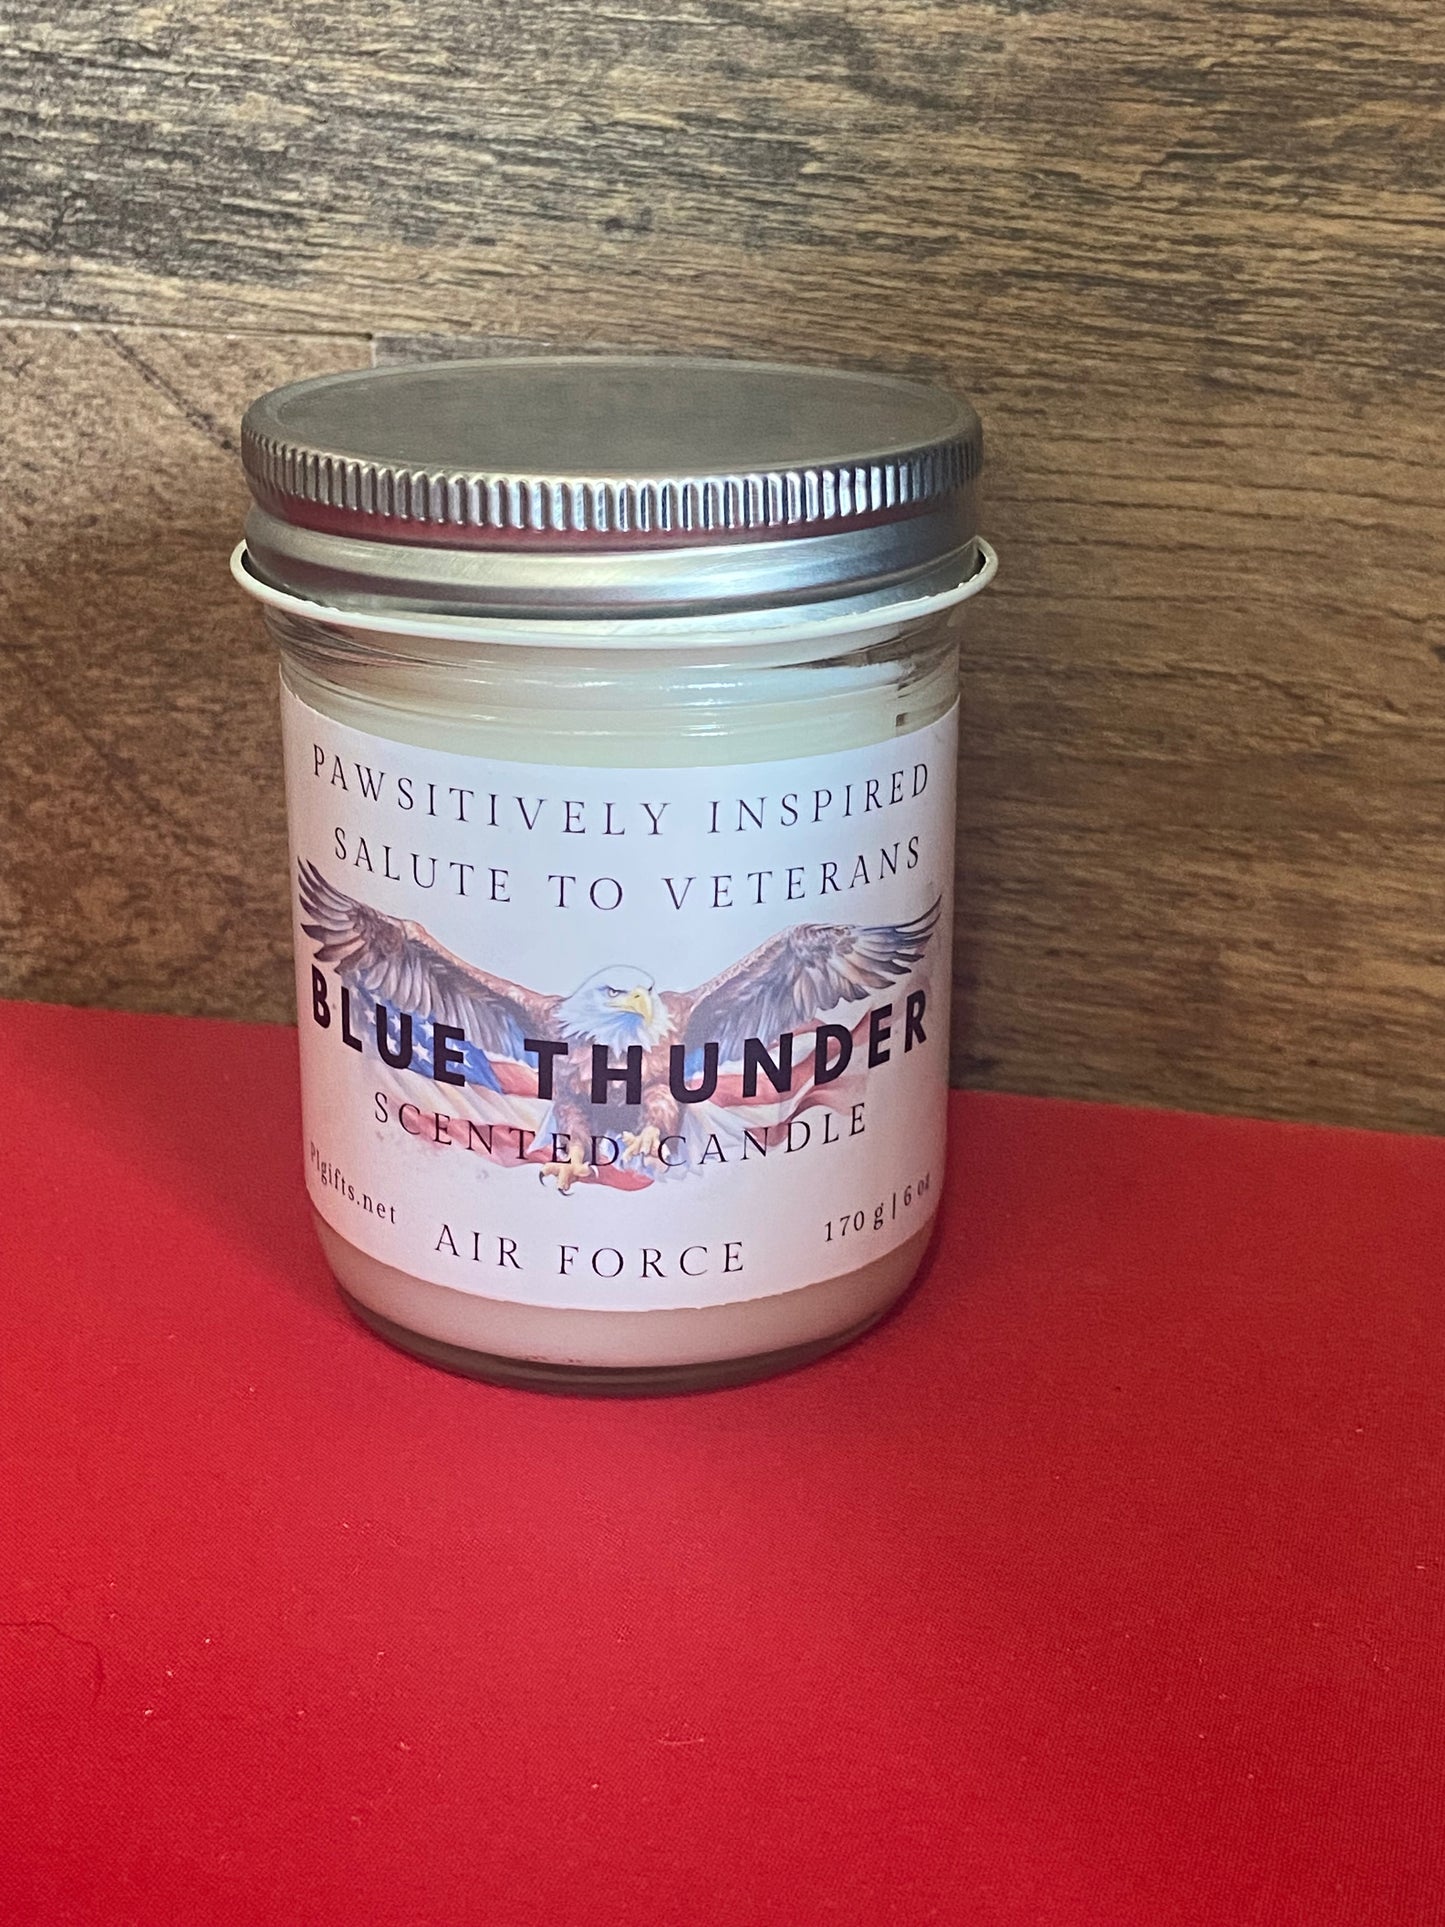 PAWSITIVELY INSPIRED
SALUTE TO VETERANS
BLUE THUNDER
SCENTED CANDLE
PIgifts.net
170 g | 6 oz
AIR FORCE